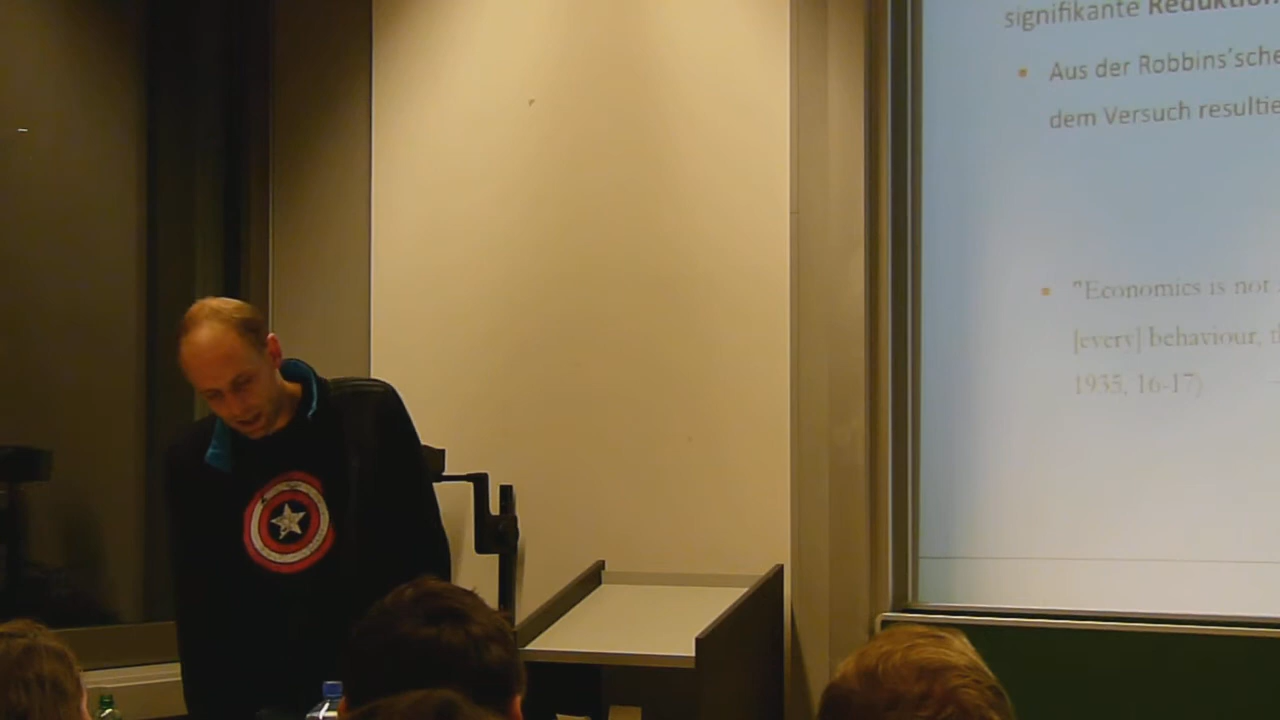 signifikante Reduktion
Aus der Robbins'sche
dem Versuch resultie
"Economics is not
[every] behaviour,
1935, 16-17)